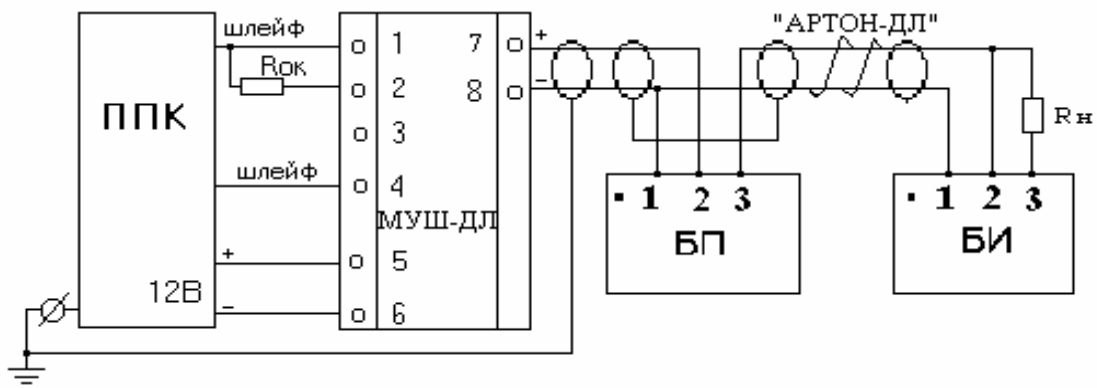 шлейф
"АРТОН-ДЛ"
1 7 +
Rок
2 8 –
ППК
3
Rн
шлейф
4
· 1 2 3
· 1 2 3
МУШ-ДЛ
БП
БИ
+
5
12В
–
6